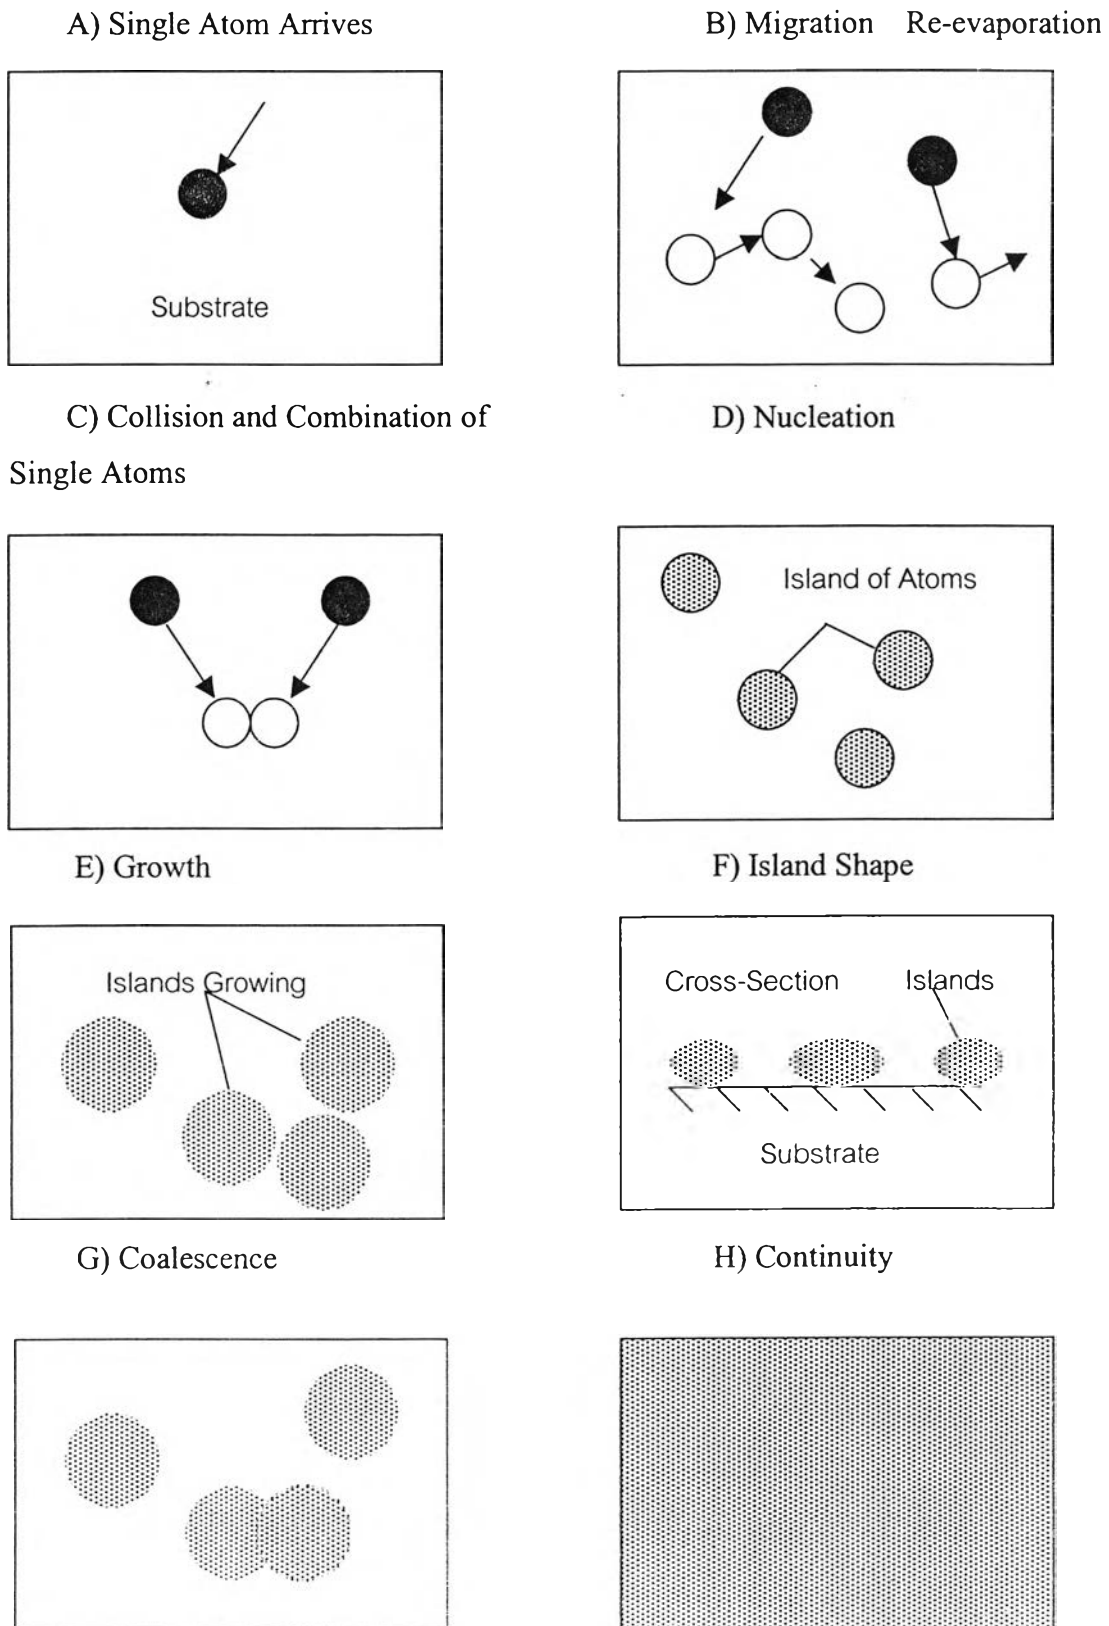 A) Single Atom Arrives
B) Migration Re-evaporation
Substrate
C) Collision and Combination of
Single Atoms
D) Nucleation
Island of Atoms
E) Growth
F) Island Shape
Islands Growing
Cross-Section Islands
Substrate
G) Coalescence
H) Continuity